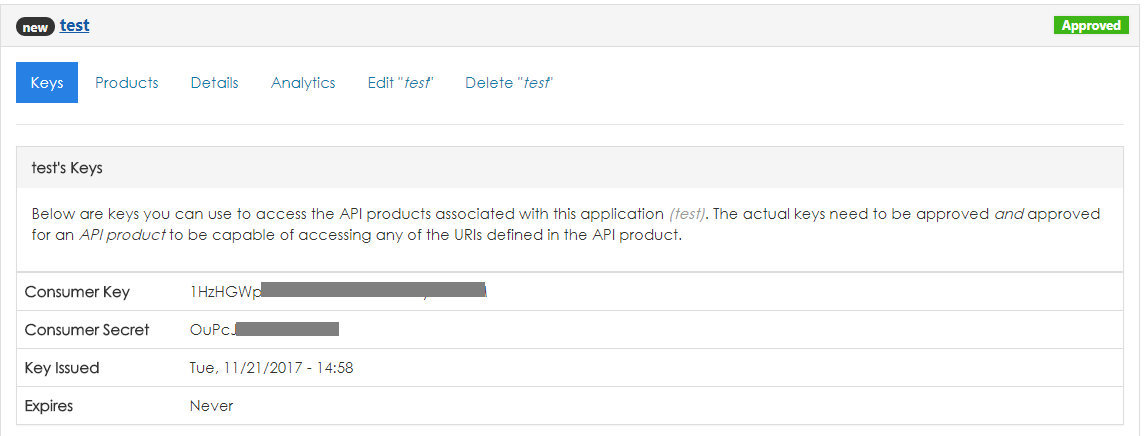 new test Approved
Keys Products Details Analytics Edit "test" Delete "test"
test's Keys
Below are keys you can use to access the API products associated with this application (test). The actual keys need to be approved and approved
for an API product to be capable of accessing any of the URIs defined in the API product.
Consumer Key 1HzHGWp
Consumer Secret OuPcJ
Key Issued Tue, 11/21/2017 - 14:58
Expires Never